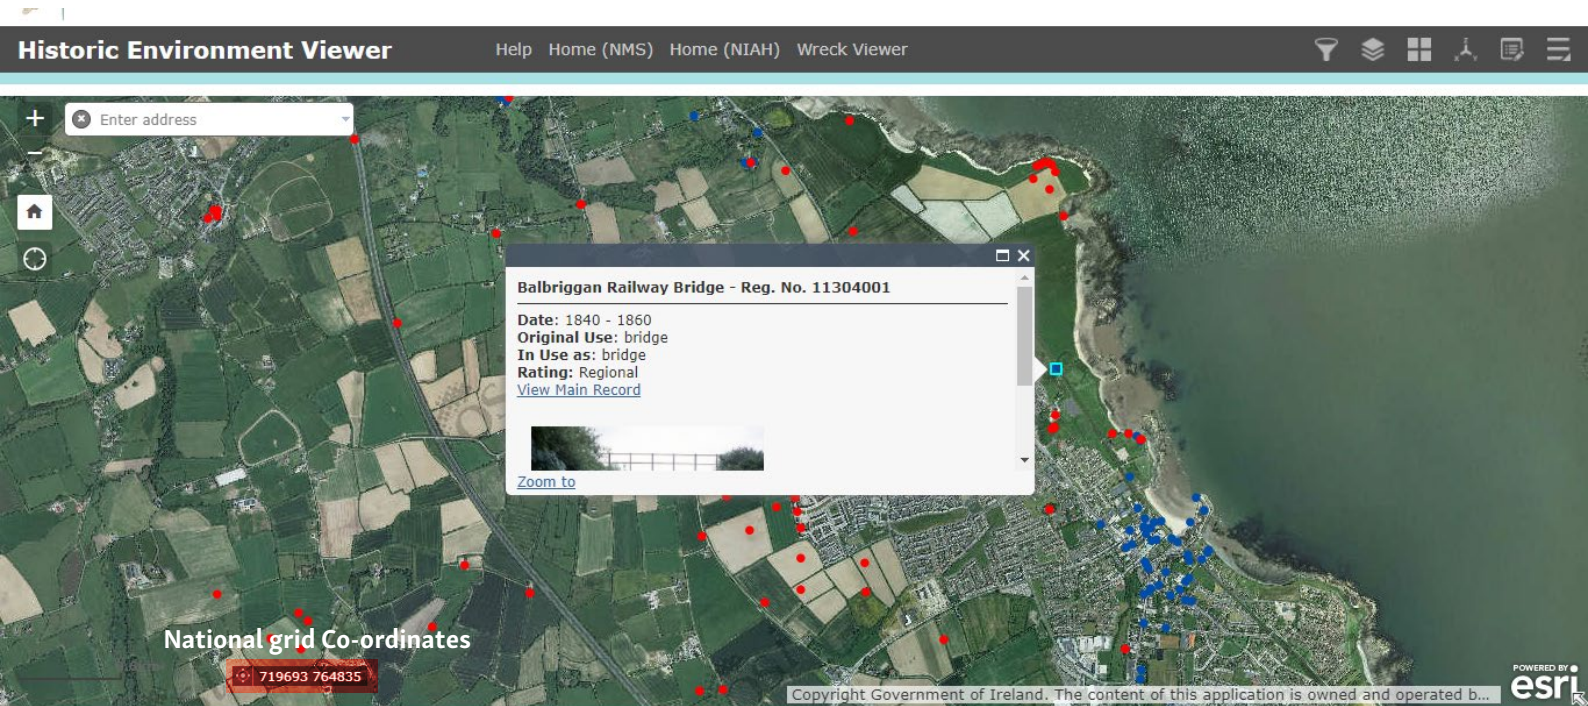 Historic Environment Viewer
Help Home (NMS) Home (NIAH) Wreck Viewer
Enter address
Balbriggan Railway Bridge - Reg. No. 11304001
Date: 1840 - 1860
Original Use: bridge
In Use as: bridge
Rating: Regional
View Main Record
Zoom to
National grid Co-ordinates
719693 764835
POWERED BY
esri
Copyright Government of Ireland. The content of this application is owned and operated b...